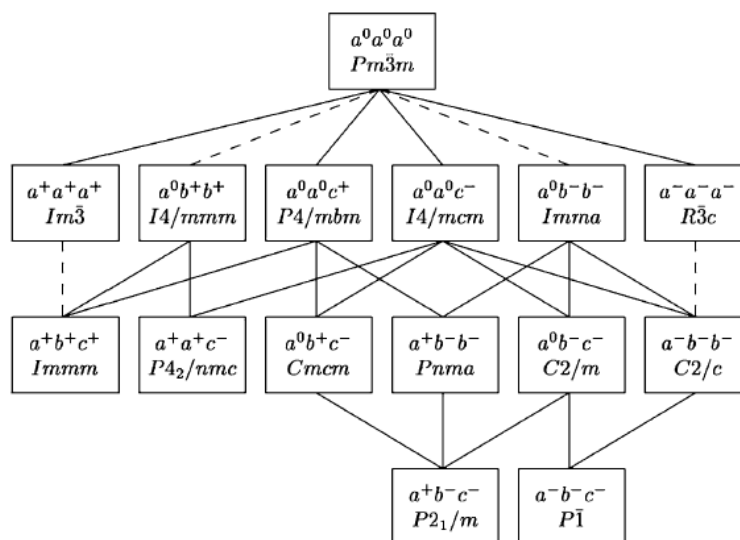 a⁰a⁰a⁰
Pm3̄m
a⁺a⁺a⁺
Im3̄
a⁰b⁺b⁺
I4/mmm
a⁰a⁰c⁺
P4/mbm
a⁰a⁰c⁻
I4/mcm
a⁰b⁻b⁻
Imma
a⁻a⁻a⁻
R3̄c
a⁺b⁺c⁺
Immm
a⁺a⁺c⁻
P4₂/nmc
a⁰b⁺c⁻
Cmcm
a⁺b⁻b⁻
Pnma
a⁰b⁻c⁻
C2/m
a⁻b⁻b⁻
C2/c
a⁺b⁻c⁻
P2₁/m
a⁻b⁻c⁻
P1̄